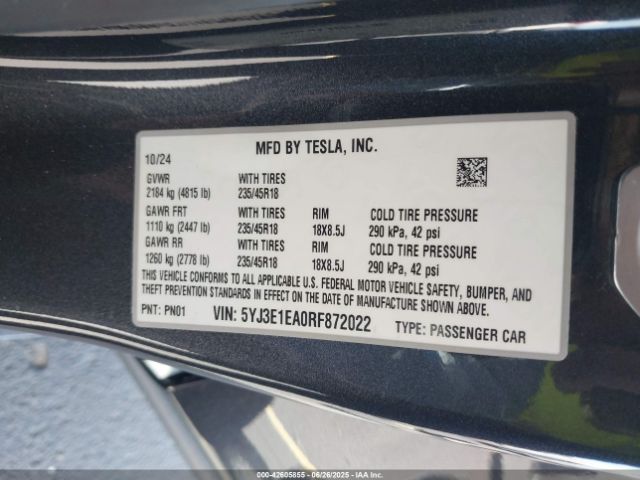 MFD BY TESLA, INC.
10/24
GVWR WITH TIRES
2184 kg (4815 lb) 235/45R18
GAWR FRT WITH TIRES RIM COLD TIRE PRESSURE
1110 kg (2447 lb) 235/45R18 18X8.5J 290 kPa, 42 psi
GAWR RR WITH TIRES RIM COLD TIRE PRESSURE
1260 kg (2778 lb) 235/45R18 18X8.5J 290 kPa, 42 psi
THIS VEHICLE CONFORMS TO ALL APPLICABLE U.S. FEDERAL MOTOR VEHICLE SAFETY, BUMPER, AND
THEFT PREVENTION STANDARDS IN EFFECT ON THE DATE OF MANUFACTURE SHOWN ABOVE.
PNT: PN01 VIN: 5YJ3E1EA0RF872022 TYPE: PASSENGER CAR
000-42605855 - 06/26/2025 - IAA Inc.